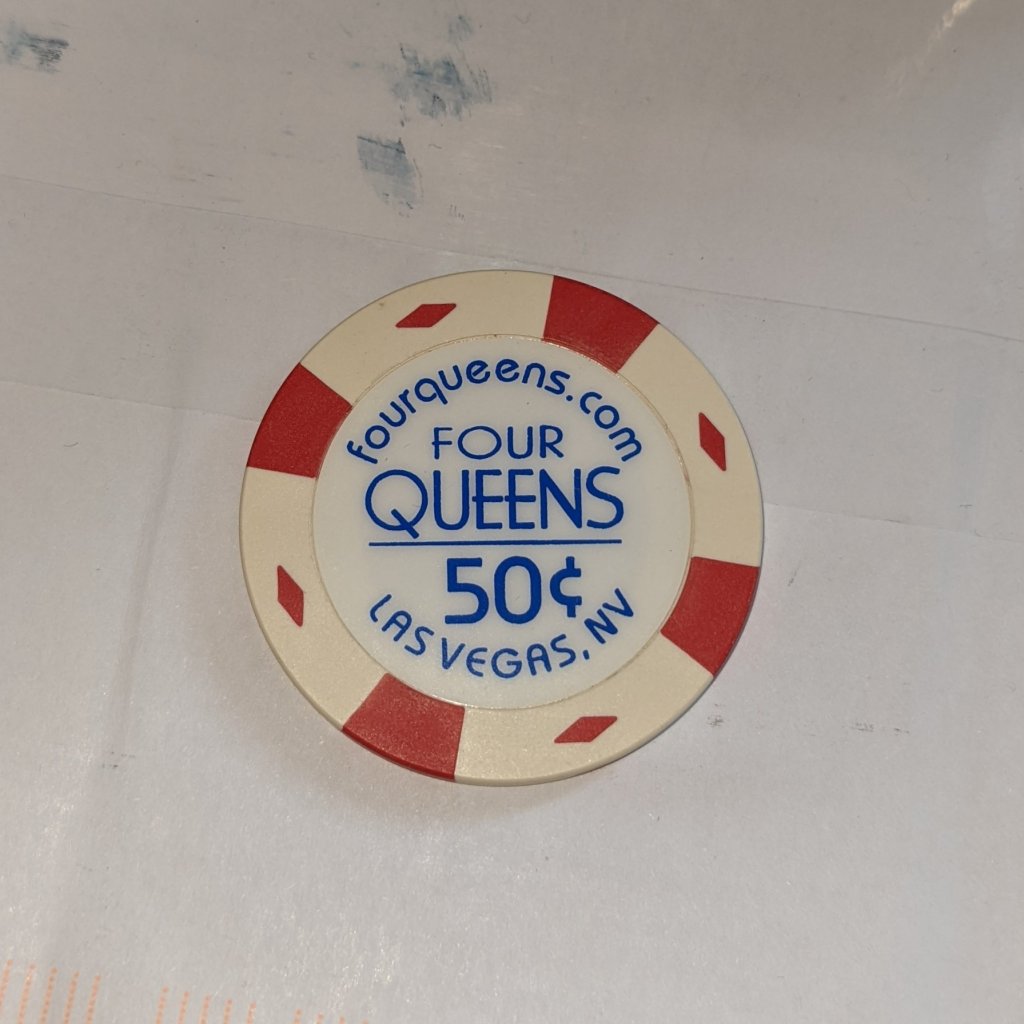 fourqueens.com
FOUR
QUEENS
50¢
LAS VEGAS, NV